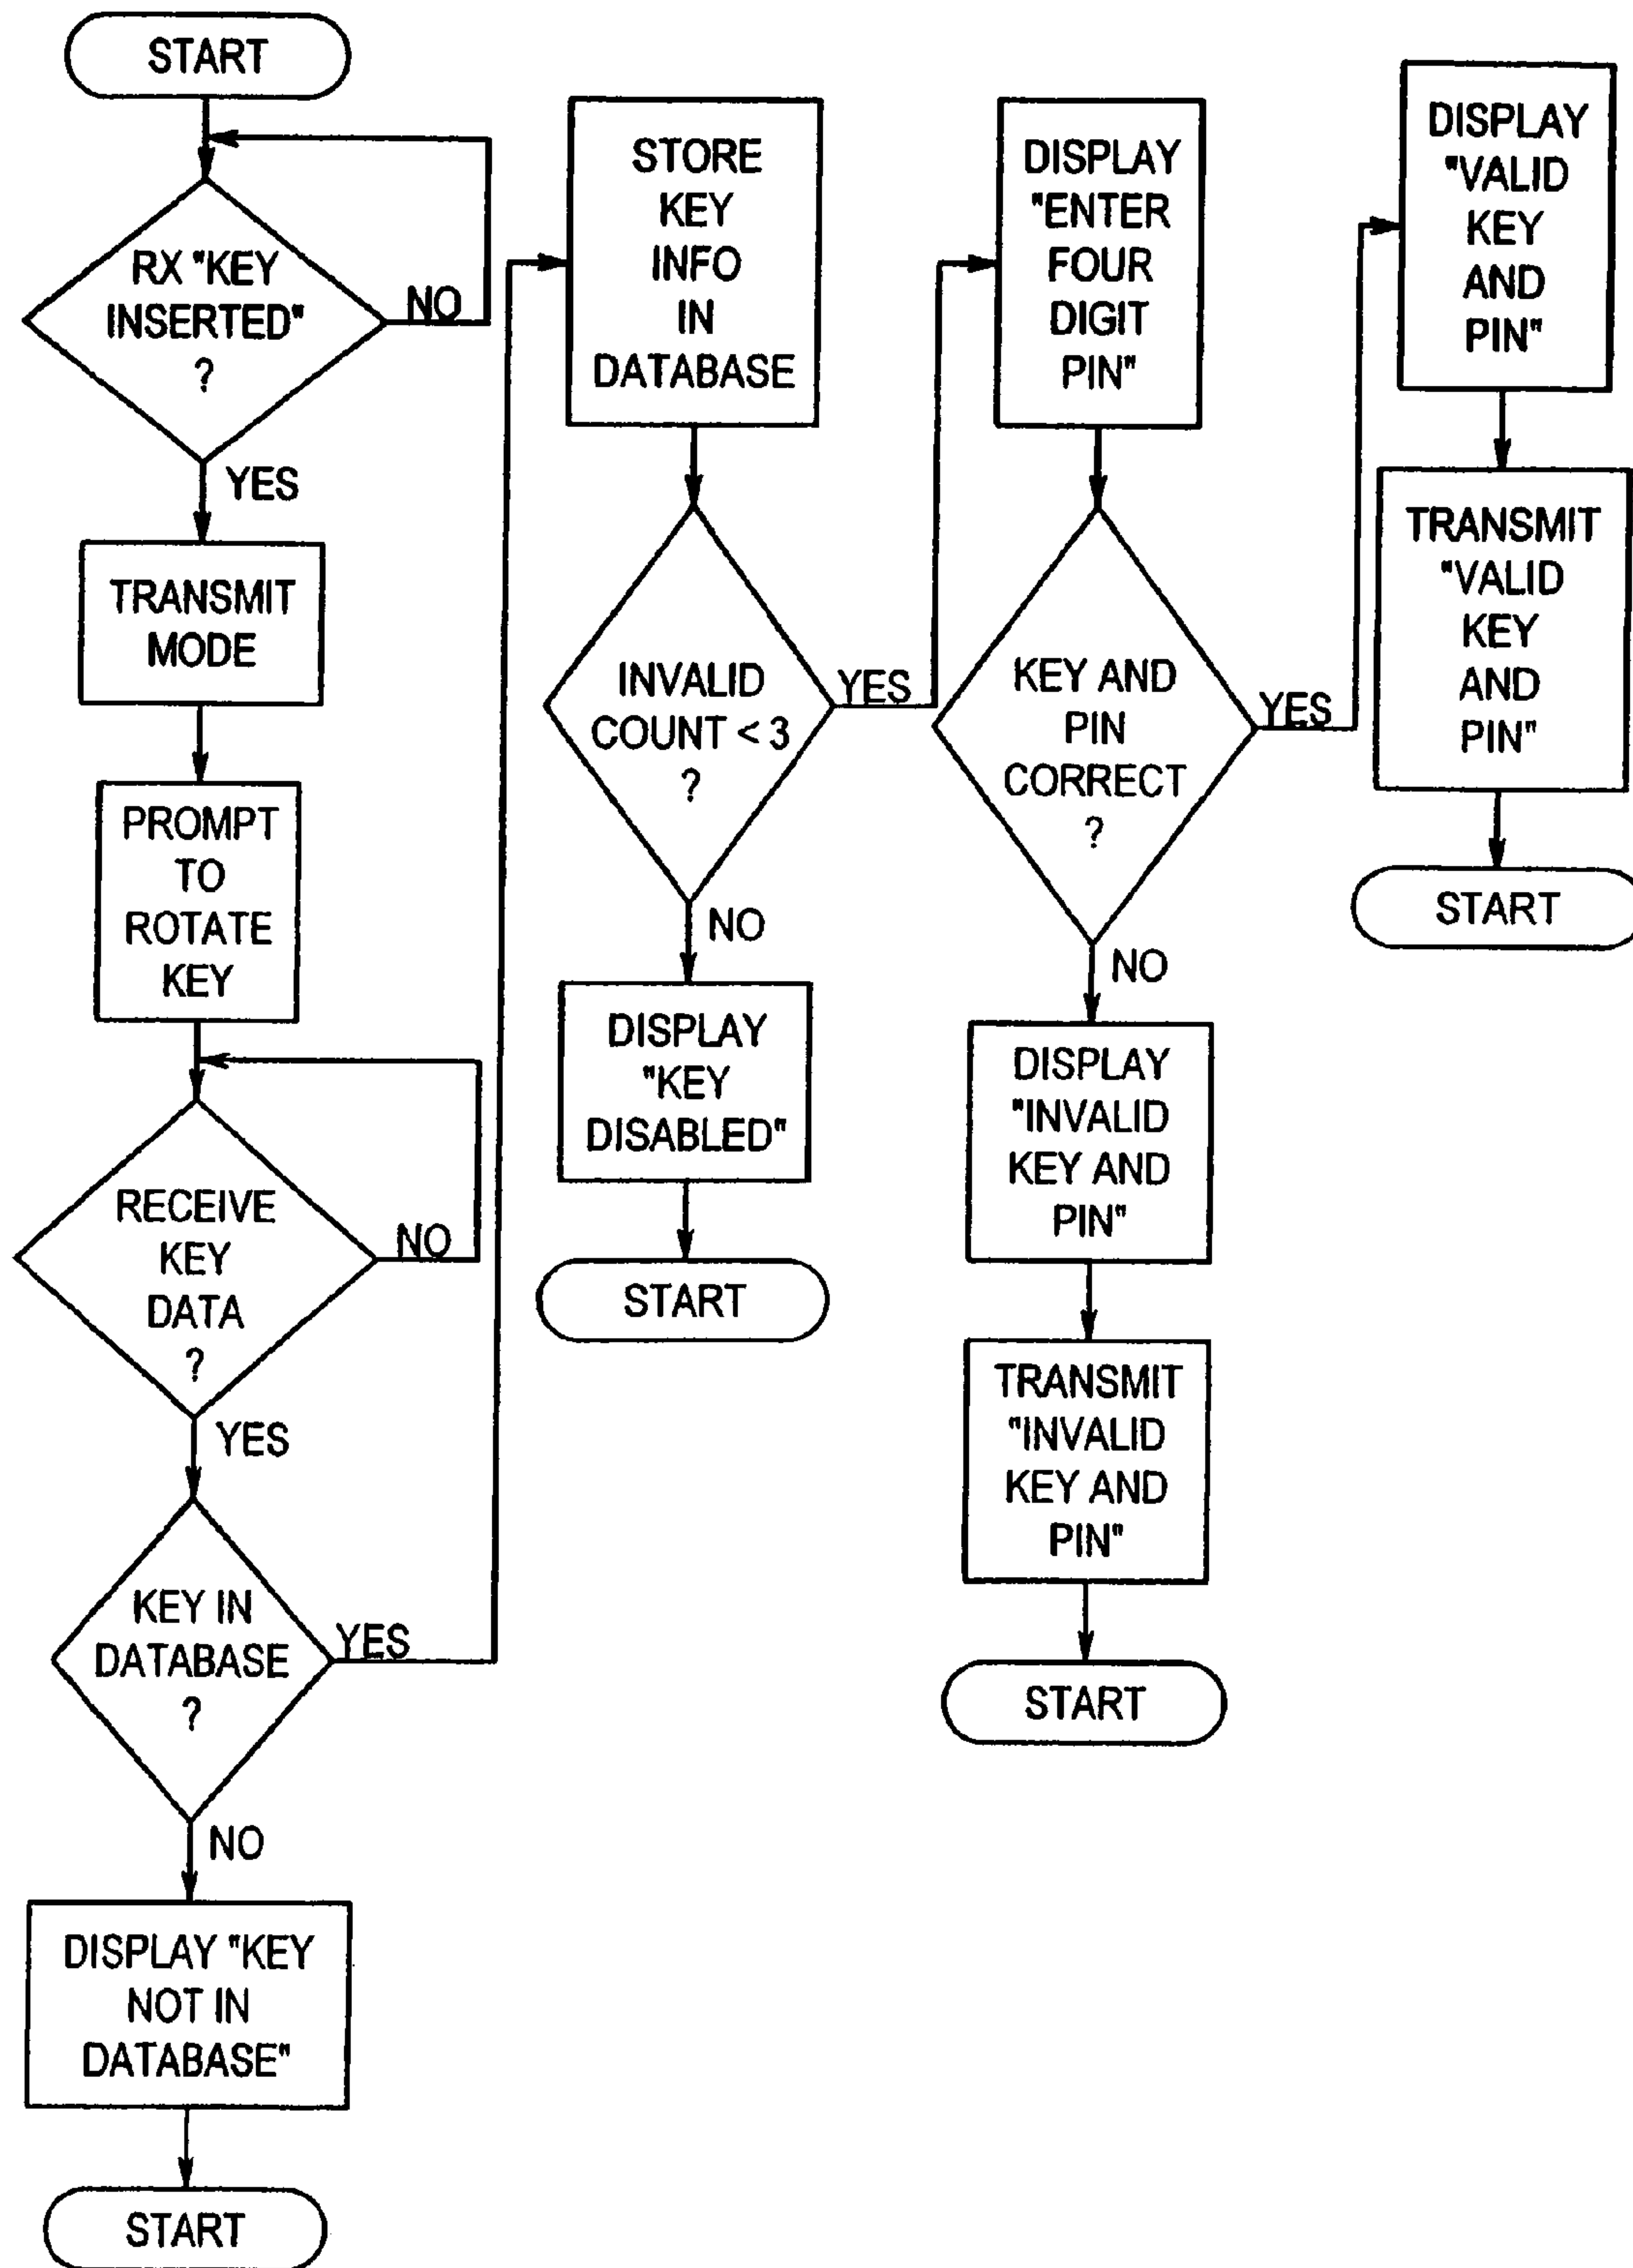 START
RX "KEY
INSERTED"
?
NO
YES
TRANSMIT
MODE
PROMPT
TO
ROTATE
KEY
RECEIVE
KEY
DATA
?
NO
YES
KEY IN
DATABASE
?
YES
NO
DISPLAY "KEY
NOT IN
DATABASE"
START
STORE
KEY
INFO
IN
DATABASE
INVALID
COUNT < 3
?
YES
NO
DISPLAY
"KEY
DISABLED"
START
DISPLAY
"ENTER
FOUR
DIGIT
PIN"
KEY AND
PIN
CORRECT
?
YES
NO
DISPLAY
"INVALID
KEY AND
PIN"
TRANSMIT
"INVALID
KEY AND
PIN"
START
DISPLAY
"VALID
KEY
AND
PIN"
TRANSMIT
"VALID
KEY
AND
PIN"
START